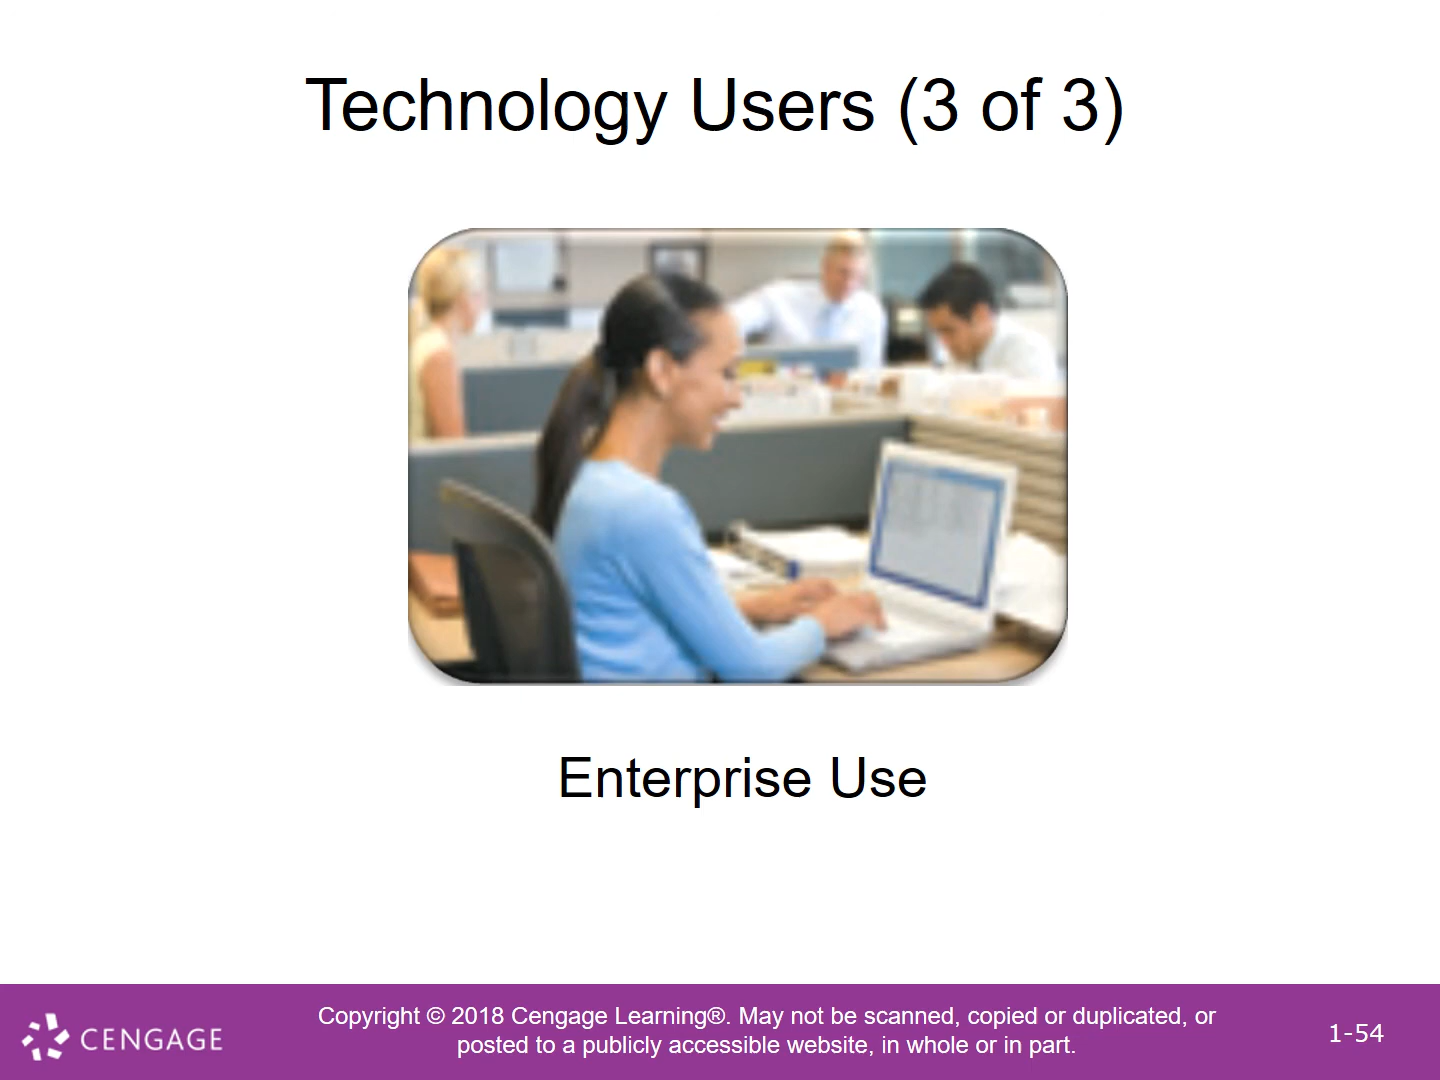 Technology Users (3 of 3)
Enterprise Use
CENGAGE
Copyright © 2018 Cengage Learning®. May not be scanned, copied or duplicated, or
posted to a publicly accessible website, in whole or in part.
1-54